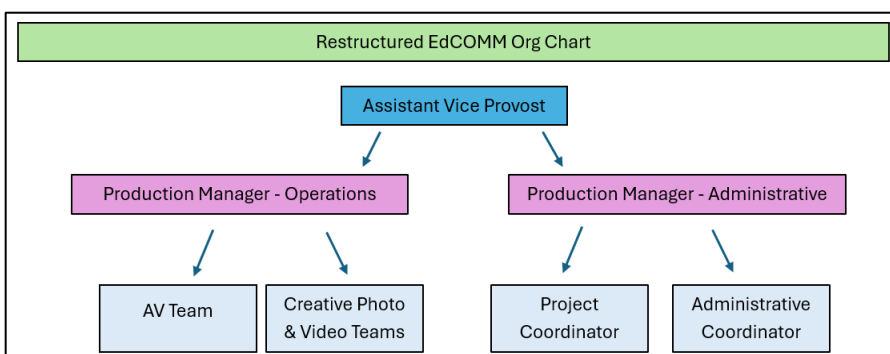 Restructured EdCOMM Org Chart
Assistant Vice Provost
Production Manager - Operations
Production Manager - Administrative
AV Team
Creative Photo
& Video Teams
Project
Coordinator
Administrative
Coordinator